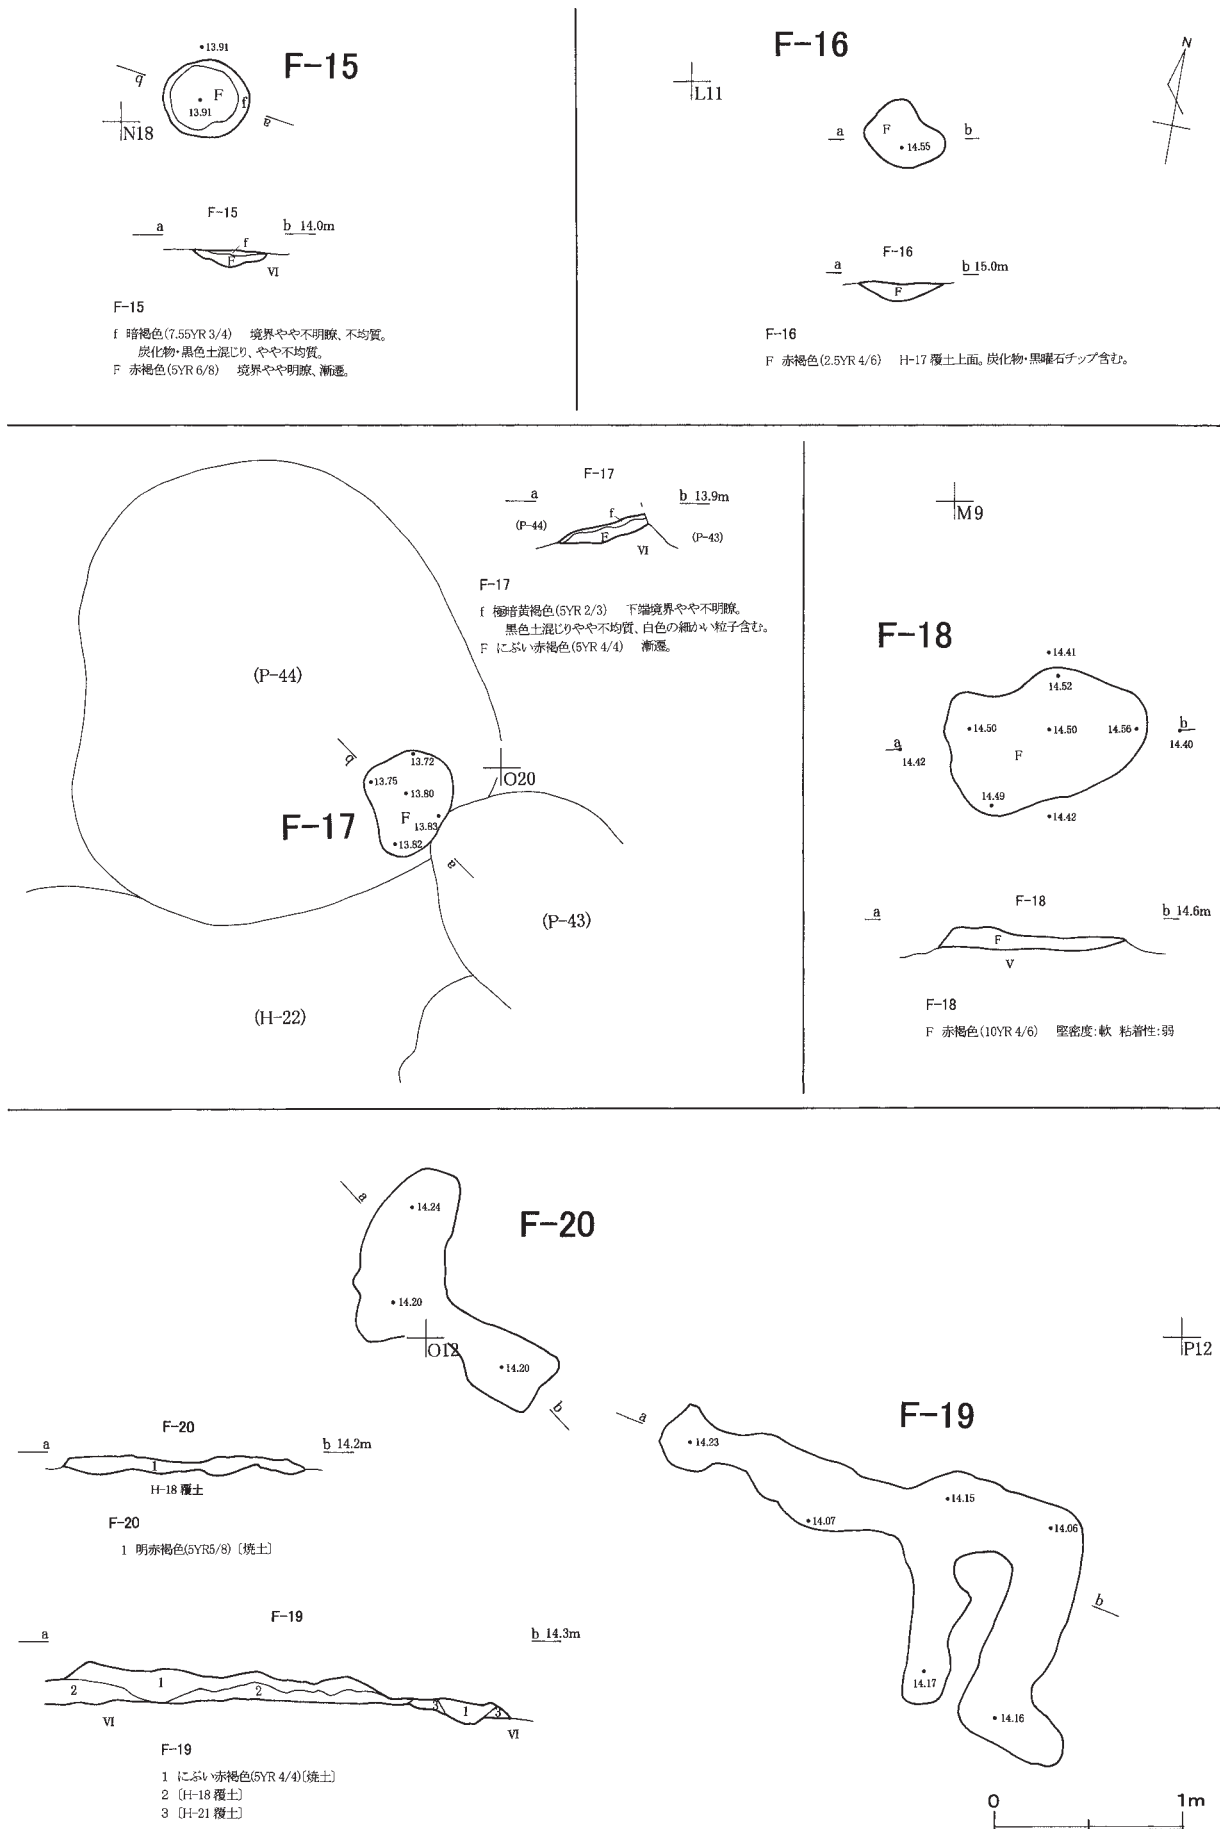 F-15
13.91
b
F
f
13.91
a
N18
F-15
a
b 14.0m
f
F
VI
F-15
f 暗褐色(7.55YR 3/4) 境界やや不明瞭、不均質。
炭化物・黒色土混じり、やや不均質。
F 赤褐色(5YR 6/8) 境界やや明瞭、漸遷。
F-16
N
L11
a
b
F
14.55
F-16
a
b 15.0m
F
F-16
F 赤褐色(2.5YR 4/6) H-17 覆土上面。炭化物・黒曜石チップ含む。
F-17
a
b 13.9m
(P-44)
f
F
VI
(P-43)
F-17
f 極暗黄褐色(5YR 2/3) 下端境界やや不明瞭。
黒色土混じりやや不均質、白色の細かい粒子含む。
F にぶい赤褐色(5YR 4/4) 漸遷。
(P-44)
b
13.72
13.75
13.80
O20
F-17
F
13.83
13.82
a
(P-43)
(H-22)
M9
F-18
14.41
14.52
14.50
14.50
14.56
a
b
14.42
14.40
F
14.49
14.42
F-18
a
b 14.6m
F
V
F-18
F 赤褐色(10YR 4/6) 堅密度:軟 粘着性:弱
a
14.24
F-20
14.20
O12
14.20
b
P12
F-20
a
b 14.2m
1
H-18 覆土
F-20
1 明赤褐色(5YR5/8)〔焼土〕
F-19
a
14.23
14.15
14.07
14.06
b
14.17
14.16
F-19
a
b 14.3m
1
2
2
3
1
3
VI
VI
F-19
1 にぶい赤褐色(5YR 4/4)〔焼土〕
2 〔H-18 覆土〕
3 〔H-21 覆土〕
0
1m